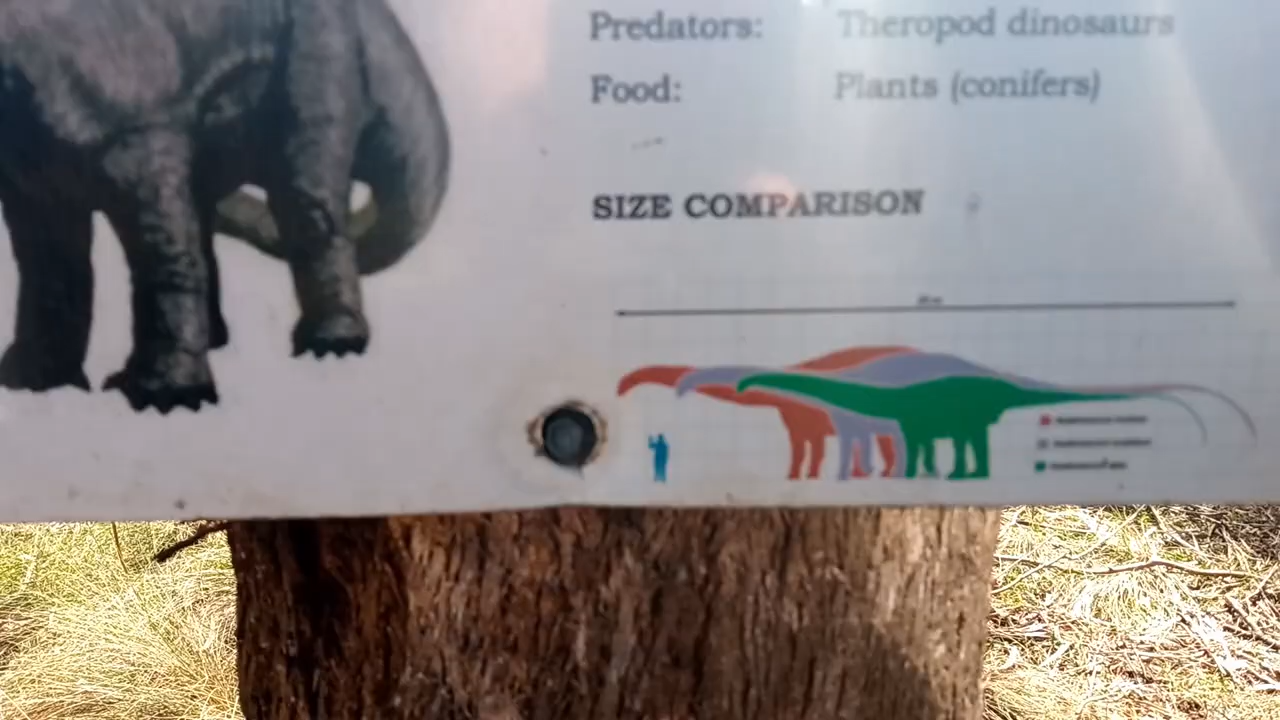 Predators: Theropod dinosaurs
Food: Plants (conifers)
SIZE COMPARISON